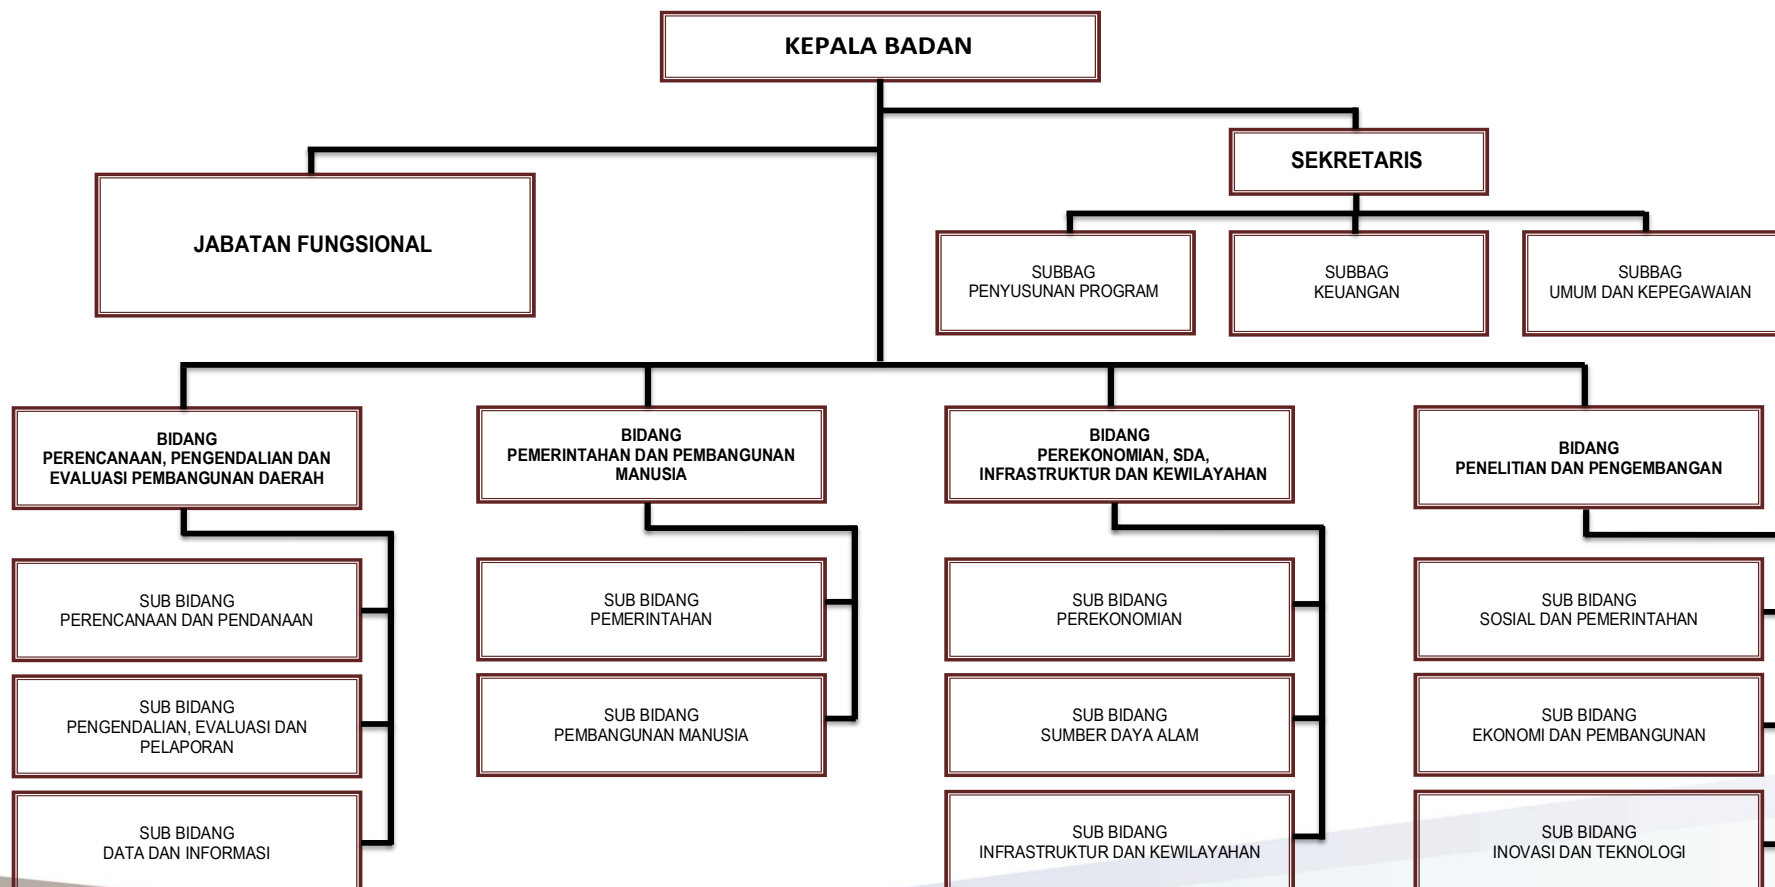 KEPALA BADAN
SEKRETARIS
JABATAN FUNGSIONAL
SUBBAG
PENYUSUNAN PROGRAM
SUBBAG
KEUANGAN
SUBBAG
UMUM DAN KEPEGAWAIAN
BIDANG
PERENCANAAN, PENGENDALIAN DAN
EVALUASI PEMBANGUNAN DAERAH
BIDANG
PEMERINTAHAN DAN PEMBANGUNAN
MANUSIA
BIDANG
PEREKONOMIAN, SDA,
INFRASTRUKTUR DAN KEWILAYAHAN
BIDANG
PENELITIAN DAN PENGEMBANGAN
SUB BIDANG
PERENCANAAN DAN PENDANAAN
SUB BIDANG
PEMERINTAHAN
SUB BIDANG
PEREKONOMIAN
SUB BIDANG
SOSIAL DAN PEMERINTAHAN
SUB BIDANG
PENGENDALIAN, EVALUASI DAN
PELAPORAN
SUB BIDANG
PEMBANGUNAN MANUSIA
SUB BIDANG
SUMBER DAYA ALAM
SUB BIDANG
EKONOMI DAN PEMBANGUNAN
SUB BIDANG
DATA DAN INFORMASI
SUB BIDANG
INFRASTRUKTUR DAN KEWILAYAHAN
SUB BIDANG
INOVASI DAN TEKNOLOGI